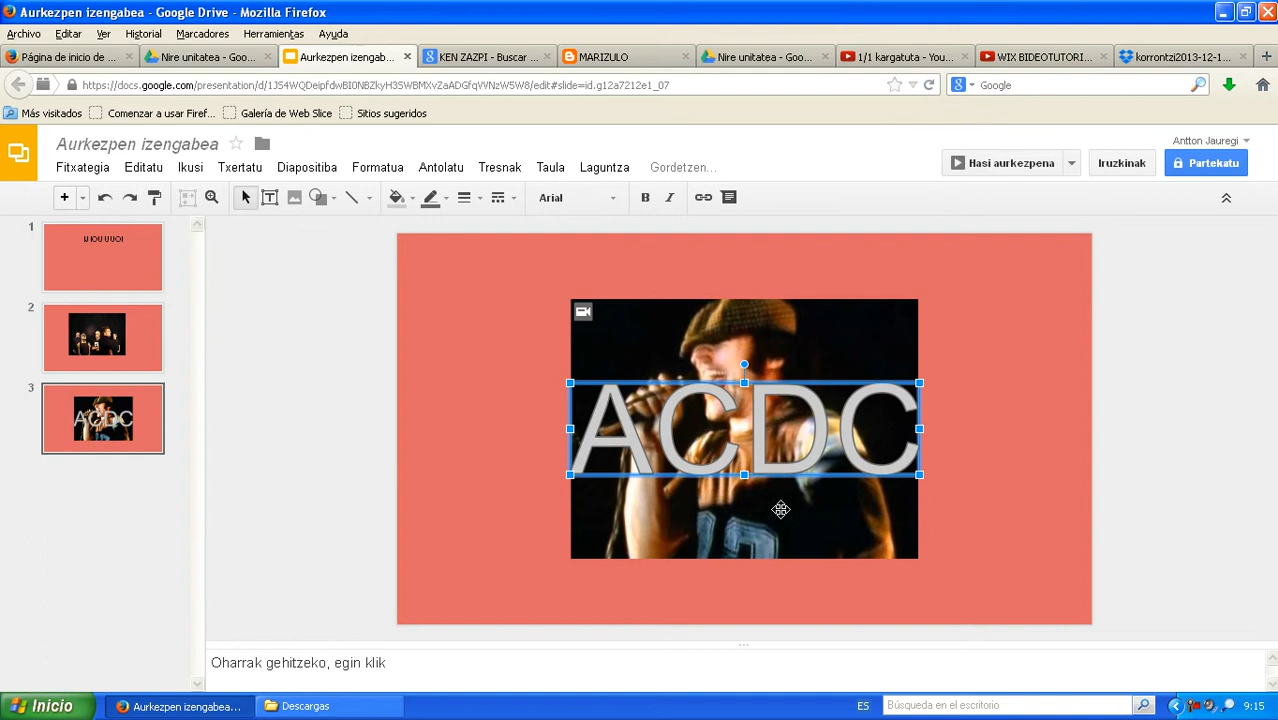 Aurkezpen izengabea - Google Drive - Mozilla Firefox
Archivo Editar Ver Historial Marcadores Herramientas Ayuda
Página de inicio de ... Nire unitatea - Goo... Aurkezpen izengab... KEN ZAZPI - Buscar ... MARIZULO Nire unitatea - Goo... 1/1 kargatuta - You... WIX BIDEOTUTORI... korrontzi2013-12-1...
https://docs.google.com/presentation/d/1JS4WQDeipfdwBI0NBZkyH3SWBMXvZaADGfqVVNzW5W8/edit#slide=id.g12a7212e1_07
Google
Más visitados Comenzar a usar Firef... Galería de Web Slice Sitios sugeridos
Aurkezpen izengabea
Antton Jauregi
Fitxategia Editatu Ikusi Txertatu Diapositiba Formatua Antolatu Tresnak Taula Laguntza Gordetzen...
Hasi aurkezpena Iruzkinak Partekatu
Arial B I
1
2
3
ACDC
ACDC
Oharrak gehitzeko, egin klik
Inicio Aurkezpen izengabea... Descargas ES Búsqueda en el escritorio 9:15